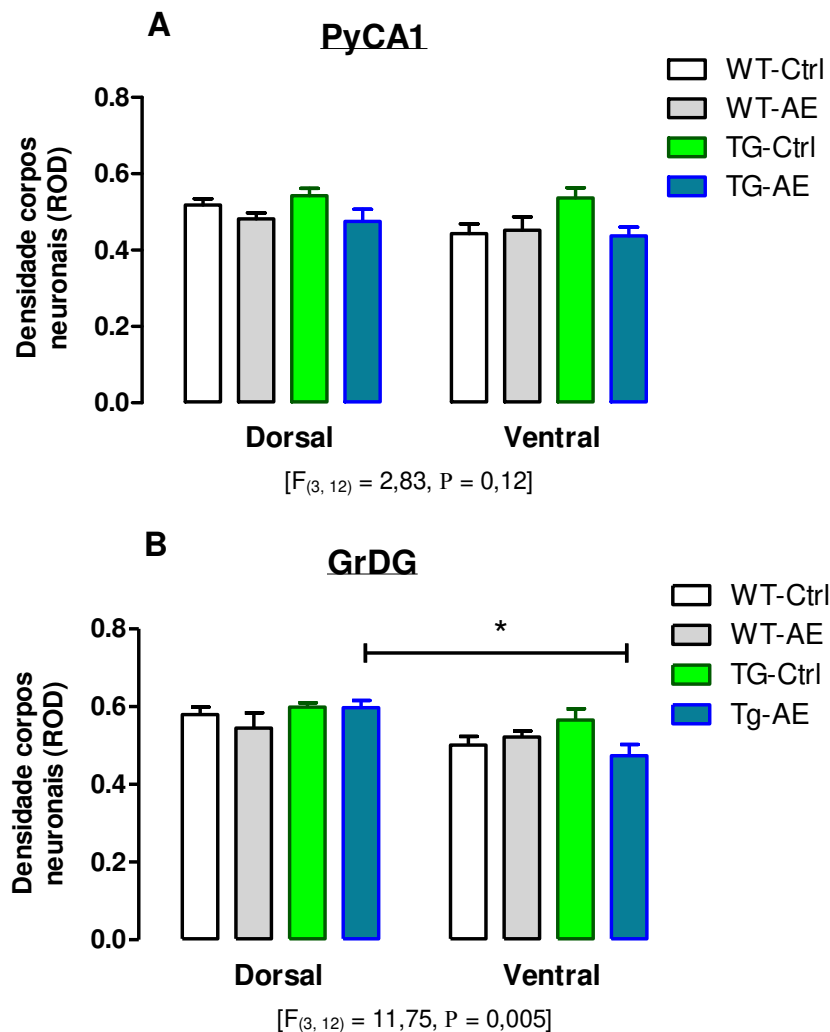 A
PyCA1
WT-Ctrl
WT-AE
TG-Ctrl
TG-AE
Densidade corpos
neuronais (ROD)
0.8
0.6
0.4
0.2
0.0
Dorsal
Ventral
[F(3, 12) = 2,83, P = 0,12]
B
GrDG
WT-Ctrl
WT-AE
TG-Ctrl
Tg-AE
Densidade corpos
neuronais (ROD)
0.8
0.6
0.4
0.2
0.0
*
Dorsal
Ventral
[F(3, 12) = 11,75, P = 0,005]